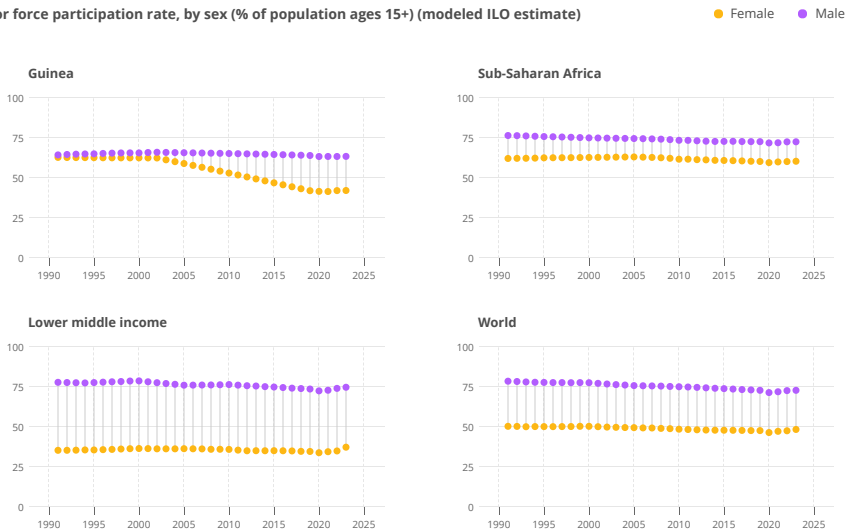 or force participation rate, by sex (% of population ages 15+) (modeled ILO estimate)
Female Male
Guinea
100
75
50
25
0
1990 1995 2000 2005 2010 2015 2020 2025
Sub-Saharan Africa
100
75
50
25
0
1990 1995 2000 2005 2010 2015 2020 2025
Lower middle income
100
75
50
25
0
1990 1995 2000 2005 2010 2015 2020 2025
World
100
75
50
25
0
1990 1995 2000 2005 2010 2015 2020 2025